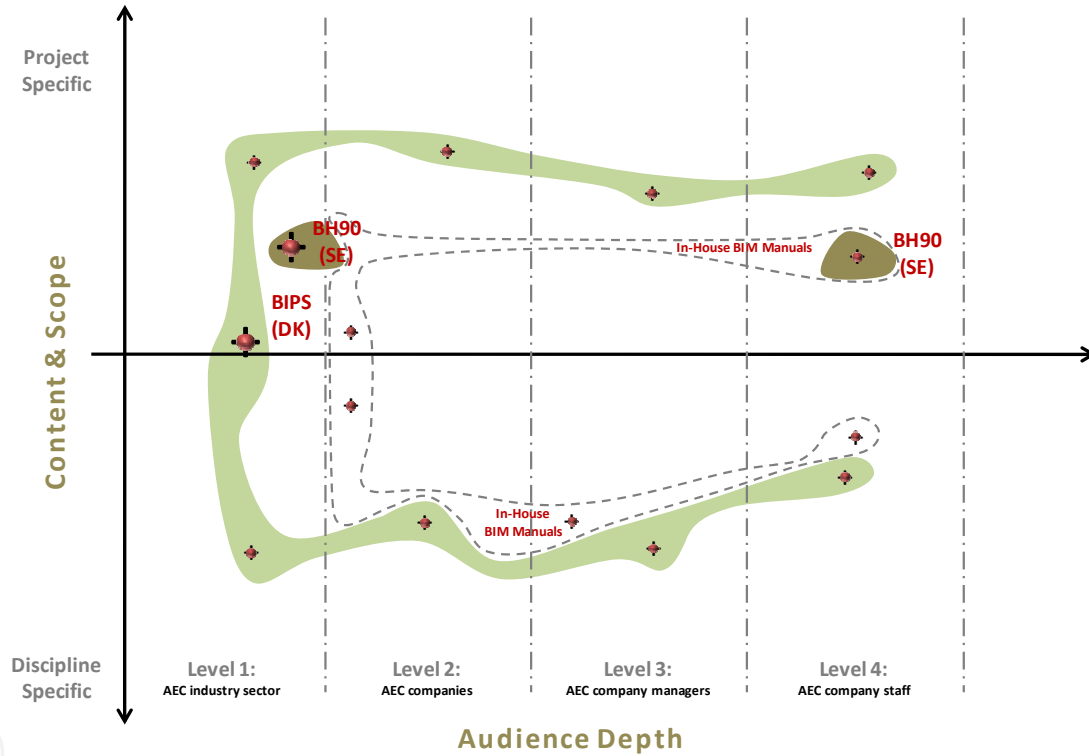 Project
Specific
BH90
(SE)
In-House BIM Manuals
BH90
(SE)
BIPS
(DK)
Content & Scope
In-House
BIM Manuals
Discipline
Specific
Level 1:
AEC industry sector
Level 2:
AEC companies
Level 3:
AEC company managers
Level 4:
AEC company staff
Audience Depth